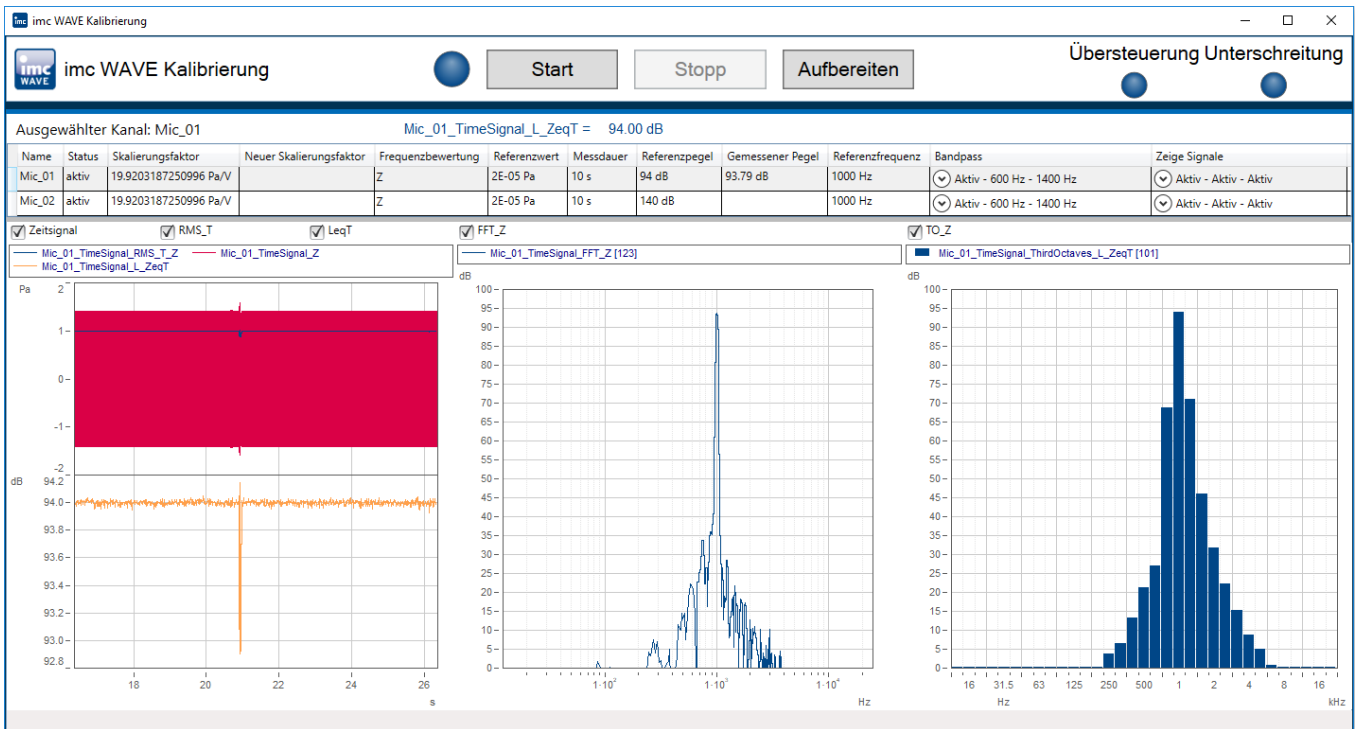 imc WAVE Kalibrierung
imc WAVE imc WAVE Kalibrierung Start Stopp Aufbereiten Übersteuerung Unterschreitung
Ausgewählter Kanal: Mic_01 Mic_01_TimeSignal_L_ZeqT = 94.00 dB
Name Status Skalierungsfaktor Neuer Skalierungsfaktor Frequenzbewertung Referenzwert Messdauer Referenzpegel Gemessener Pegel Referenzfrequenz Bandpass Zeige Signale
Mic_01 aktiv 19.9203187250996 Pa/V Z 2E-05 Pa 10 s 94 dB 93.79 dB 1000 Hz Aktiv - 600 Hz - 1400 Hz Aktiv - Aktiv - Aktiv
Mic_02 aktiv 19.9203187250996 Pa/V Z 2E-05 Pa 10 s 140 dB 1000 Hz Aktiv - 600 Hz - 1400 Hz Aktiv - Aktiv - Aktiv
Zeitsignal RMS_T LeqT FFT_Z TO_Z
Mic_01_TimeSignal_RMS_T_Z Mic_01_TimeSignal_Z
Mic_01_TimeSignal_L_ZeqT
Pa
2
1
0
-1
-2
dB
94.2
94.0
93.8
93.6
93.4
93.2
93.0
92.8
18 20 22 24 26
s
Mic_01_TimeSignal_FFT_Z [123]
dB
100
95
90
85
80
75
70
65
60
55
50
45
40
35
30
25
20
15
10
5
0
1·10² 1·10³ 1·10⁴
Hz
Mic_01_TimeSignal_ThirdOctaves_L_ZeqT [101]
dB
100
95
90
85
80
75
70
65
60
55
50
45
40
35
30
25
20
15
10
5
0
16 31.5 63 125 250 500 1 2 4 8 16
Hz kHz